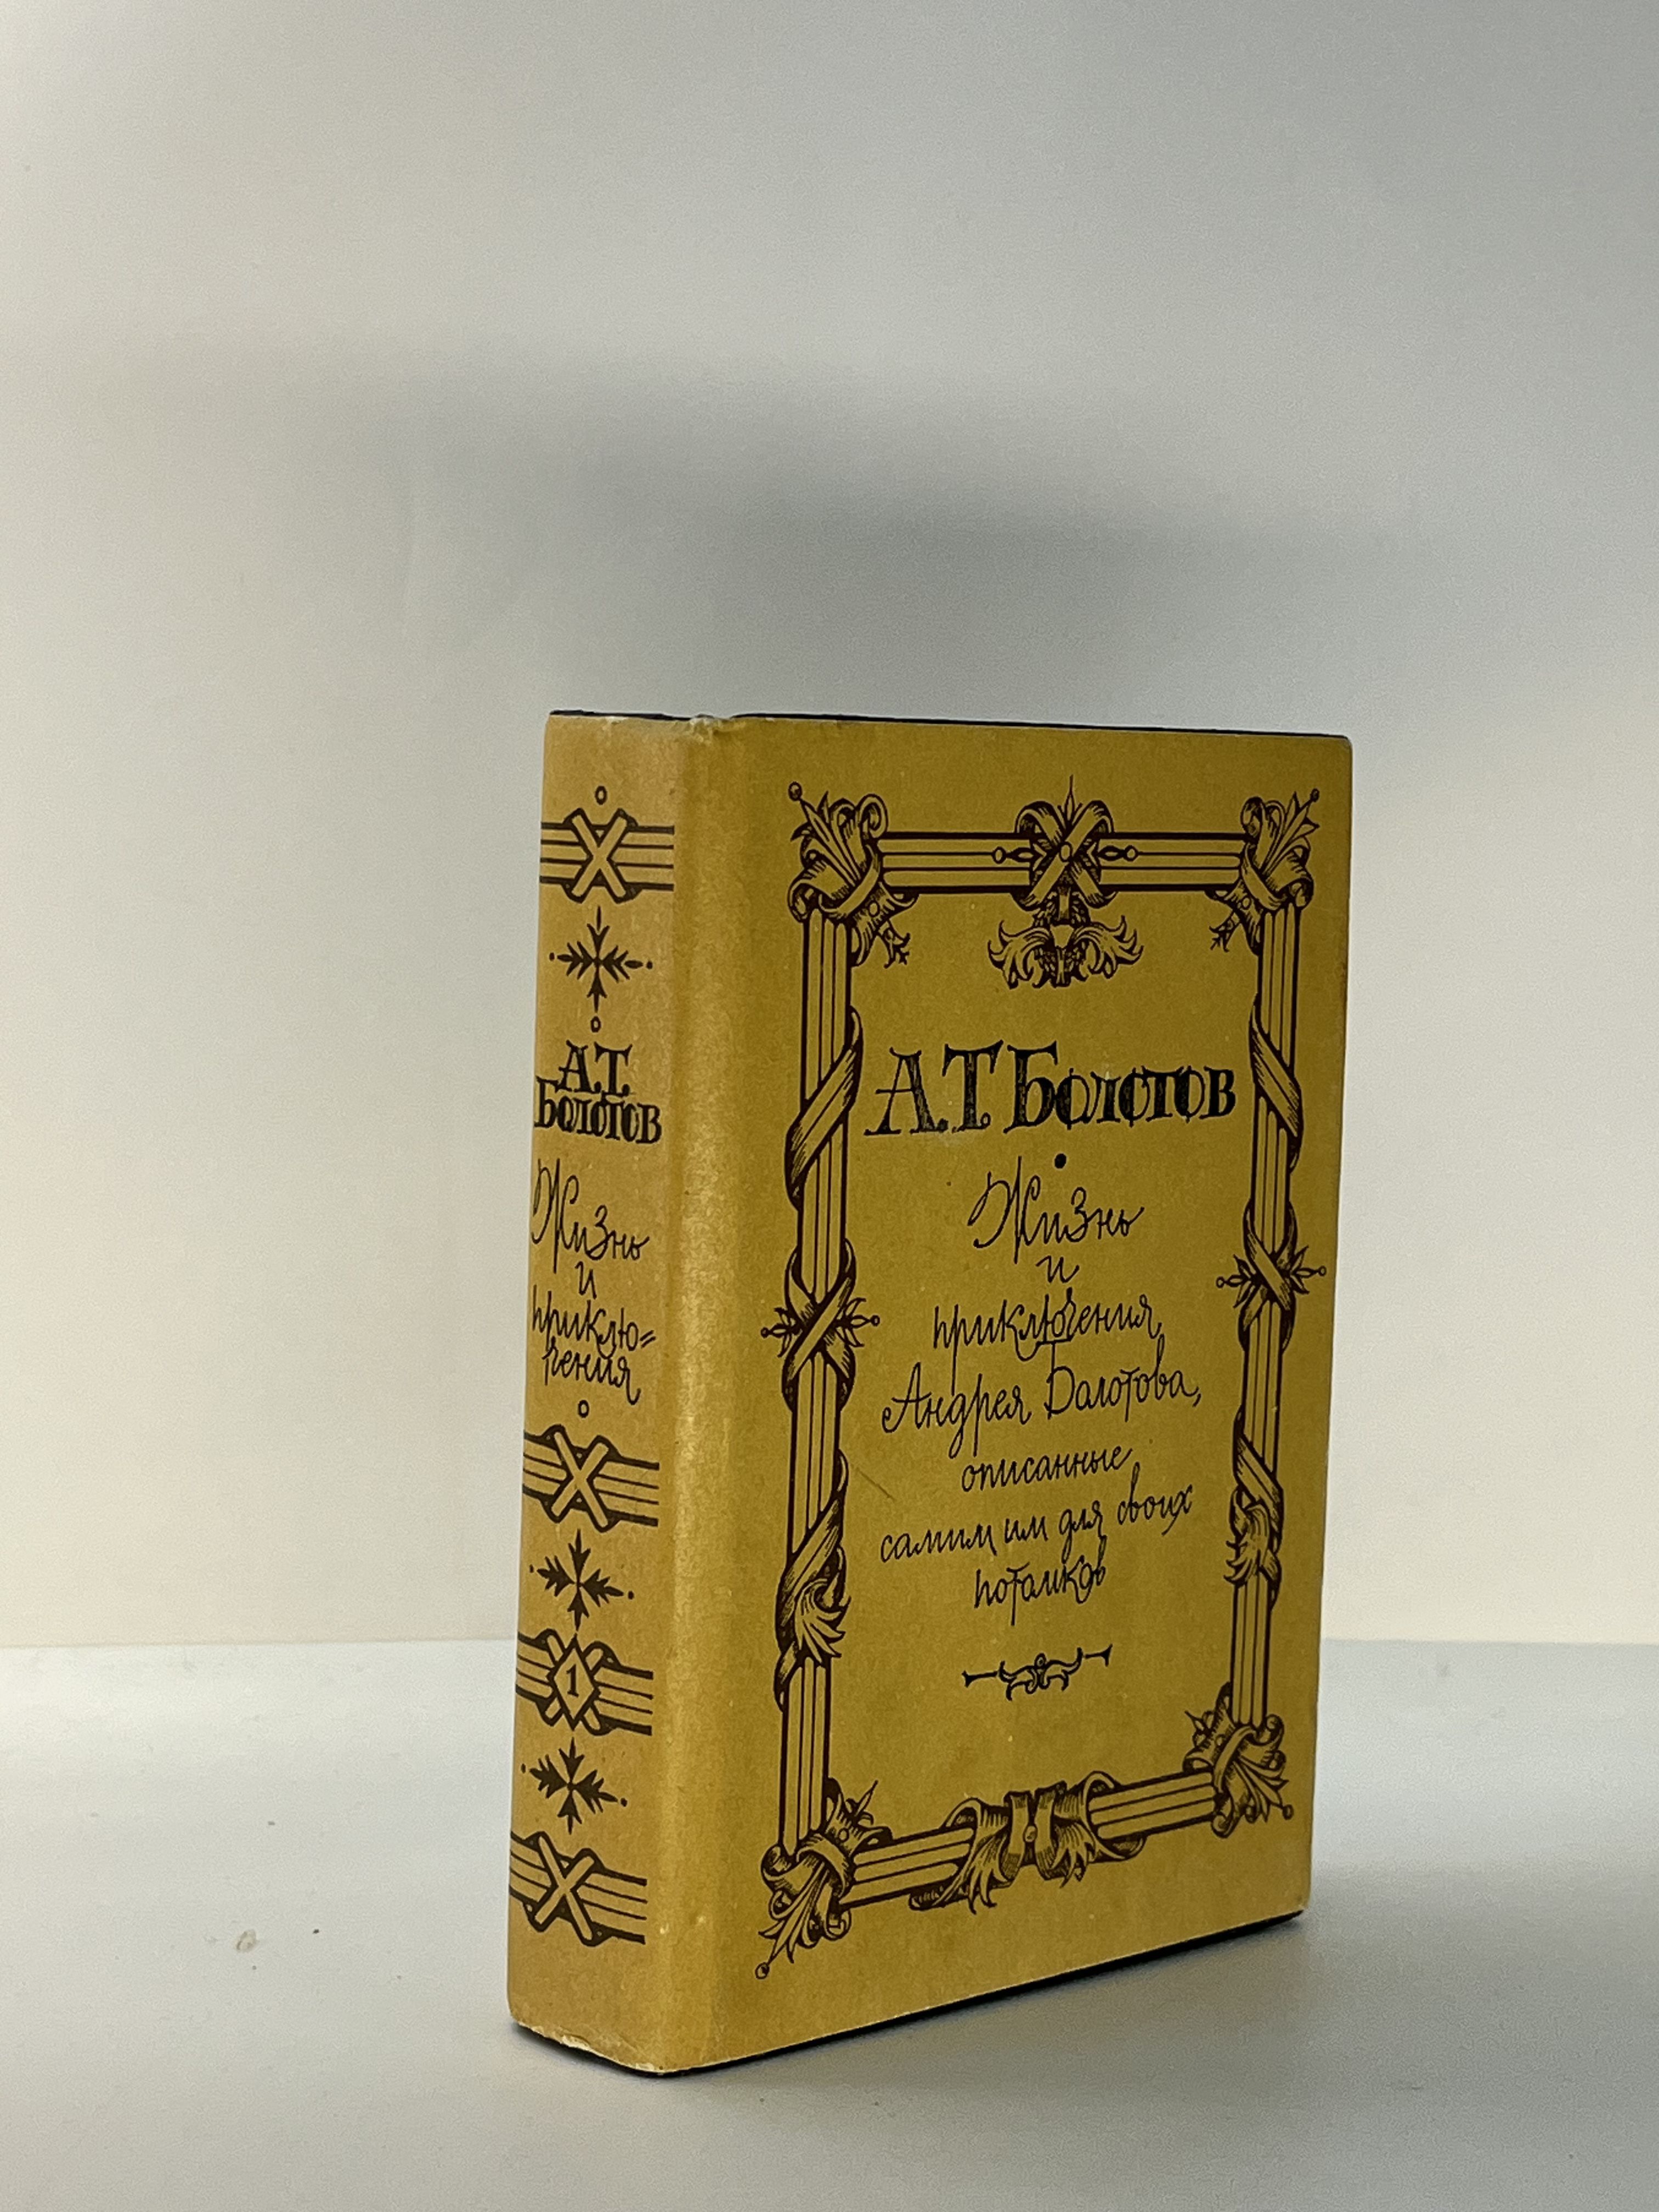 А.Т.
Болотов
Жизнь
и
приклю=
чения
1
А.Т. Болотов
Жизнь
и
приключения
Андрея Болотова,
описанные
самим им для своих
потомков